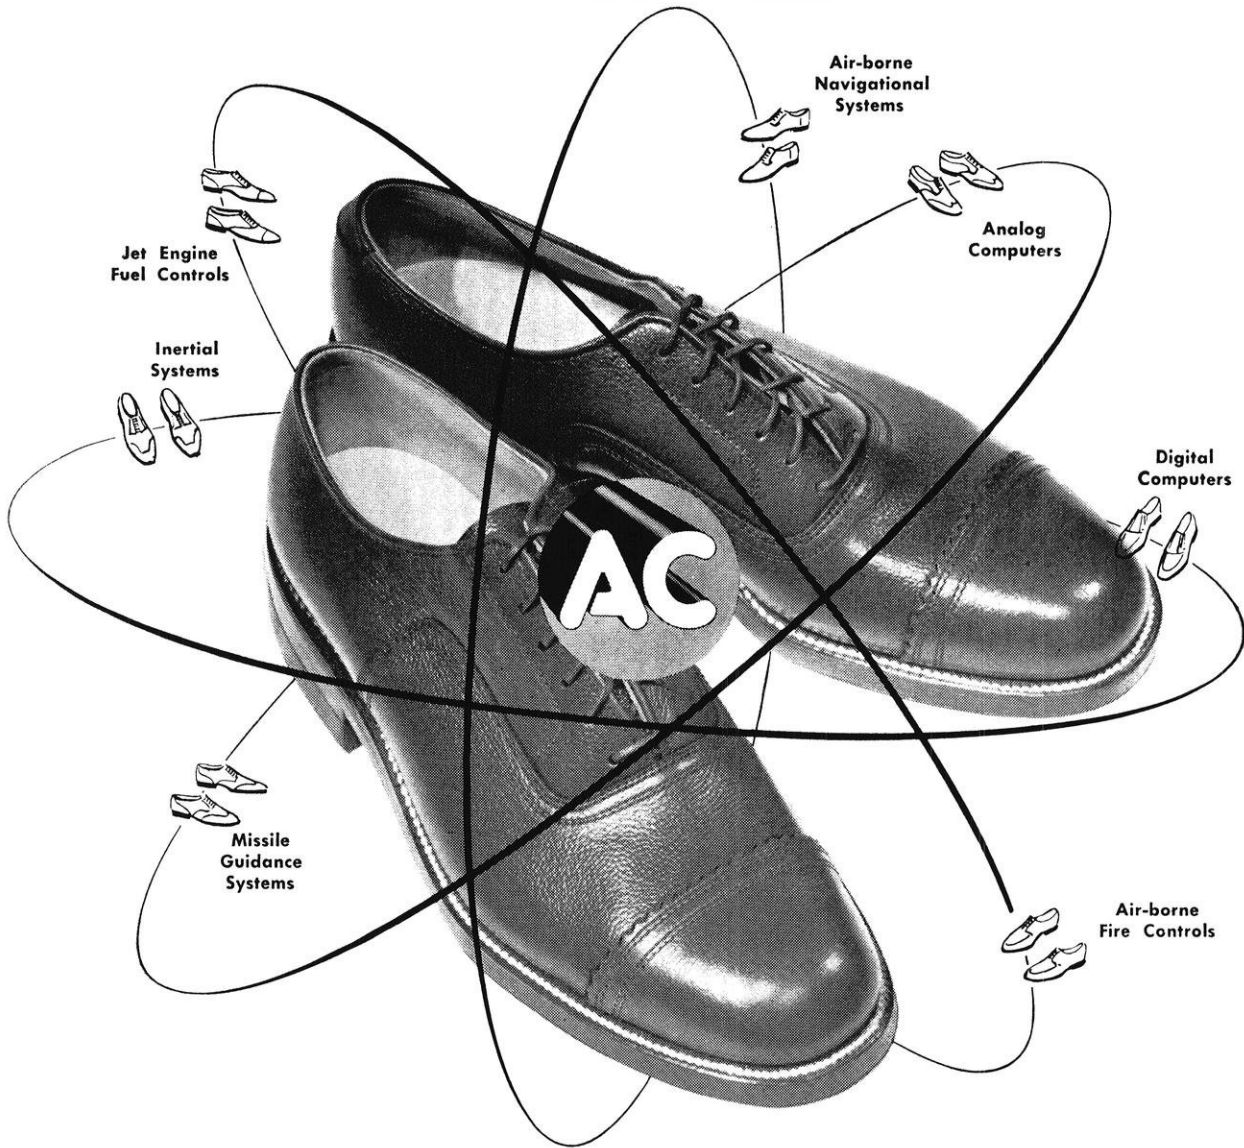 Air-borne
Navigational
Systems
Analog
Computers
Jet Engine
Fuel Controls
Inertial
Systems
Digital
Computers
AC
Missile
Guidance
Systems
Air-borne
Fire Controls